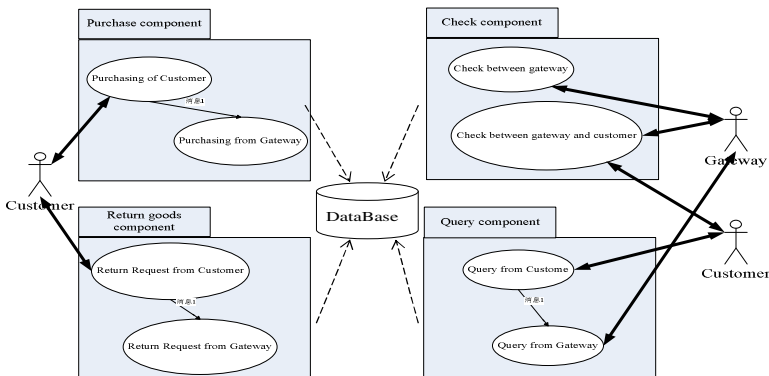 Purchase component
Purchasing of Customer
消息1
Purchasing from Gateway
Check component
Check between gateway
Check between gateway and customer
Gateway
Customer
DataBase
Return goods
component
Return Request from Customer
消息1
Return Request from Gateway
Query component
Query from Custome
消息1
Query from Gateway
Customer